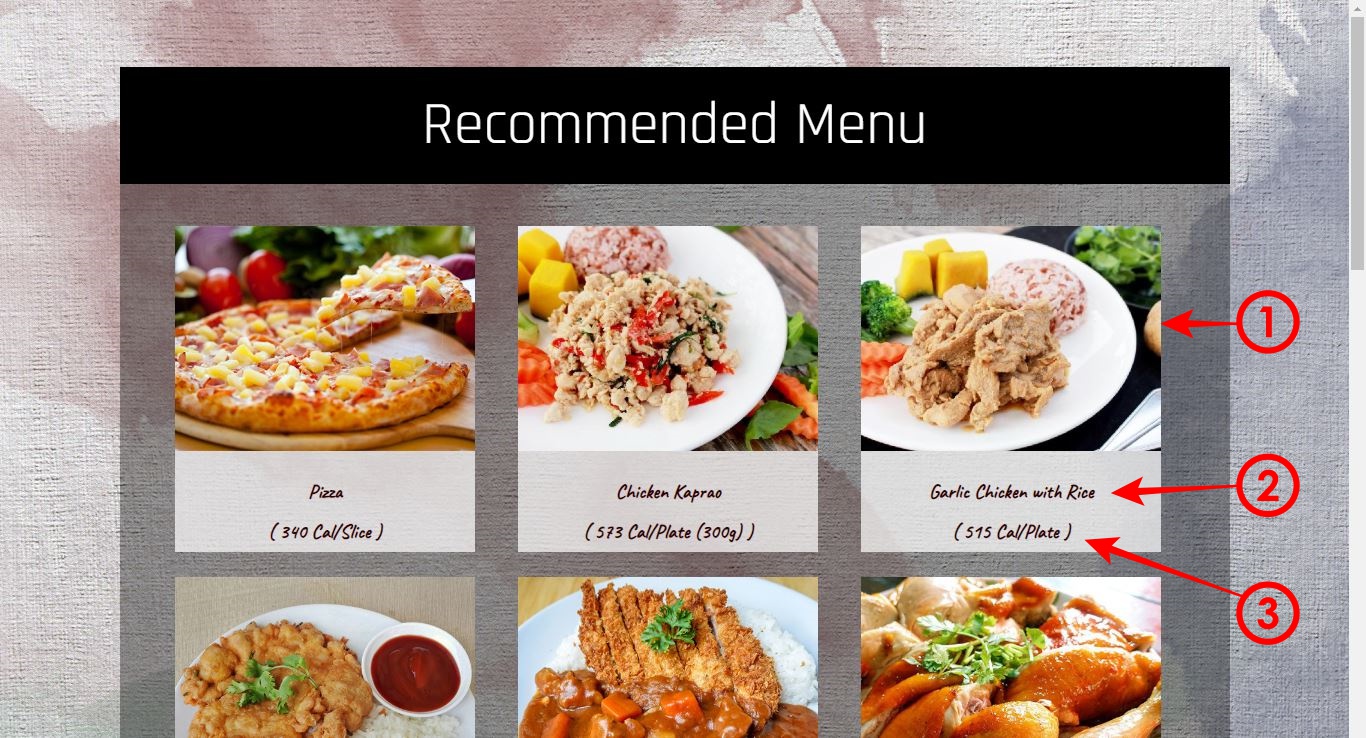 Recommended Menu
1
Pizza
Chicken Kaprao
Garlic Chicken with Rice
2
( 340 Cal/Slice )
( 573 Cal/Plate (300g) )
( 515 Cal/Plate )
3